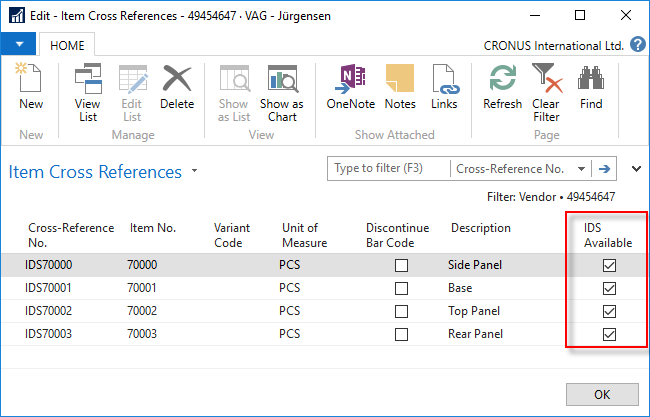 Edit - Item Cross References - 49454647 · VAG - Jürgensen
HOME
CRONUS International Ltd.
New
View List
Edit List
Delete
Show as List
Show as Chart
OneNote
Notes
Links
Refresh
Clear Filter
Find
New
Manage
View
Show Attached
Page
Item Cross References
Type to filter (F3)
Cross-Reference No.
Filter: Vendor • 49454647
Cross-Reference No. Item No. Variant Code Unit of Measure Discontinue Bar Code Description IDS Available
IDS70000 70000 PCS Side Panel
IDS70001 70001 PCS Base
IDS70002 70002 PCS Top Panel
IDS70003 70003 PCS Rear Panel
OK